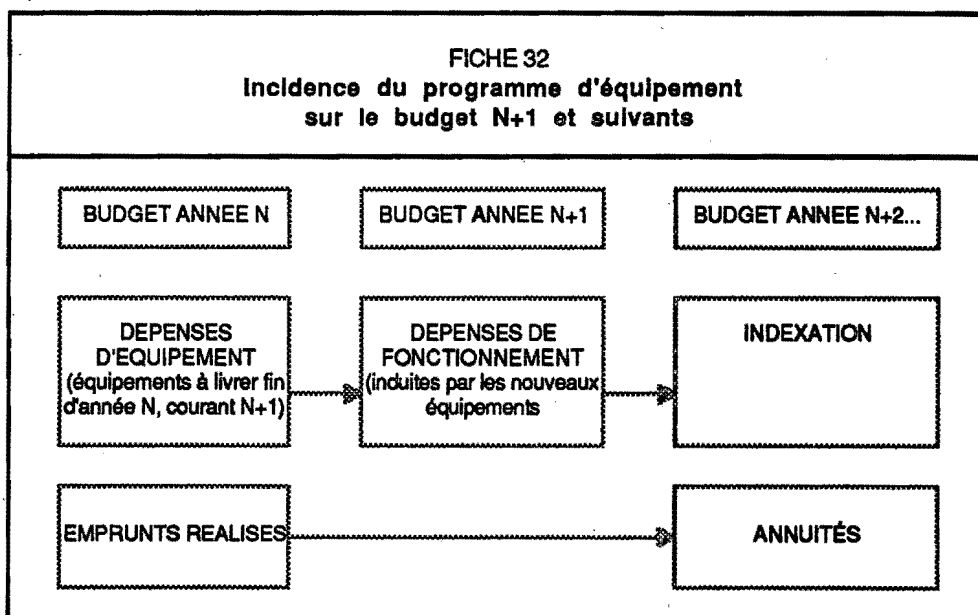 FICHE 32
Incidence du programme d'équipement
sur le budget N+1 et suivants
BUDGET ANNEE N
BUDGET ANNEE N+1
BUDGET ANNEE N+2...
DEPENSES
D'EQUIPEMENT
(équipements à livrer fin
d'année N, courant N+1)
DEPENSES DE
FONCTIONNEMENT
(induites par les nouveaux
équipements
INDEXATION
EMPRUNTS REALISES
ANNUITÉS